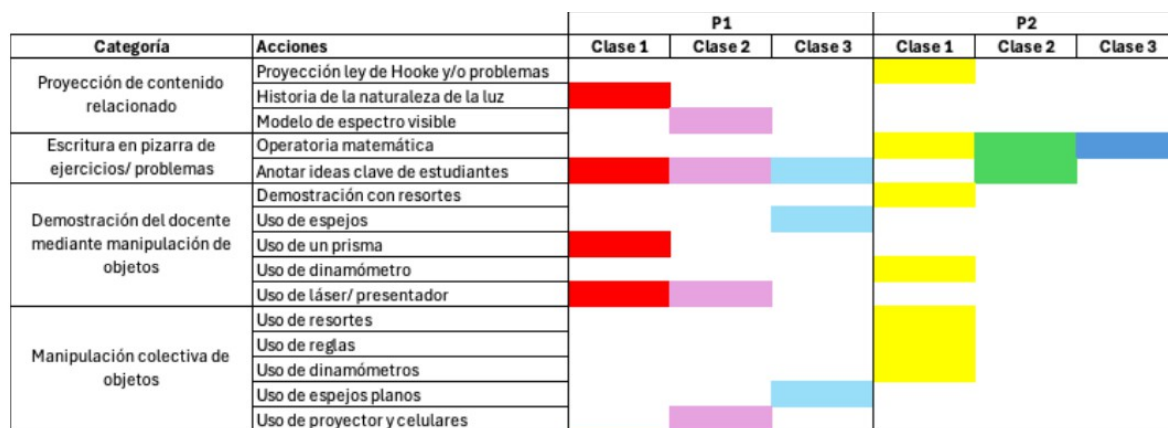 P1 P2
Categoría Acciones Clase 1 Clase 2 Clase 3 Clase 1 Clase 2 Clase 3
Proyección de contenido
relacionado
Proyección ley de Hooke y/o problemas
Historia de la naturaleza de la luz
Modelo de espectro visible
Escritura en pizarra de
ejercicios/ problemas
Operatoria matemática
Anotar ideas clave de estudiantes
Demostración del docente
mediante manipulación de
objetos
Demostración con resortes
Uso de espejos
Uso de un prisma
Uso de dinamómetro
Uso de láser/ presentador
Manipulación colectiva de
objetos
Uso de resortes
Uso de reglas
Uso de dinamómetros
Uso de espejos planos
Uso de proyector y celulares